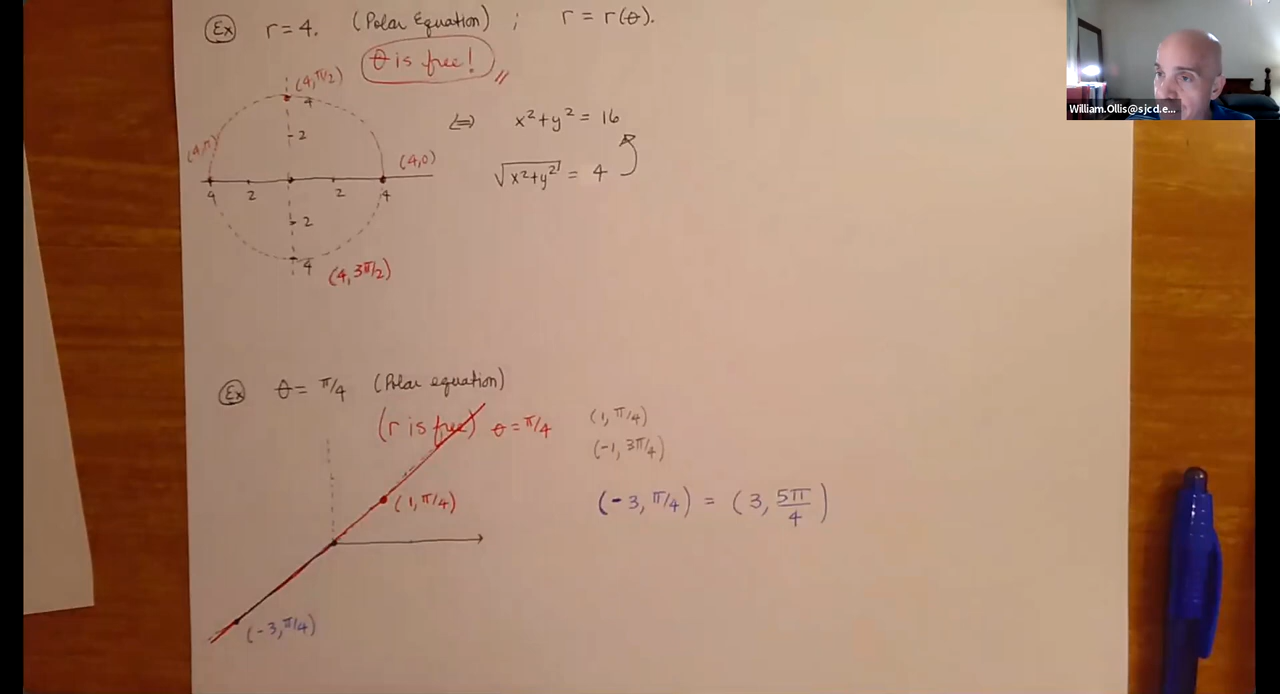 Ex r = 4. (Polar Equation) ; r = r(θ).
θ is free!
(4, π/2)
4
⇔ x² + y² = 16
2
(4, π)
(4, 0)
√x² + y² = 4
4 2 2 4
2
4
(4, 3π/2)
Ex θ = π/4 (Polar equation)
(r is free) θ = π/4
(1, π/4)
(-1, 3π/4)
(1, π/4)
(-3, π/4) = (3, 5π/4)
(-3, π/4)
William.Ollis@sjcd.e...